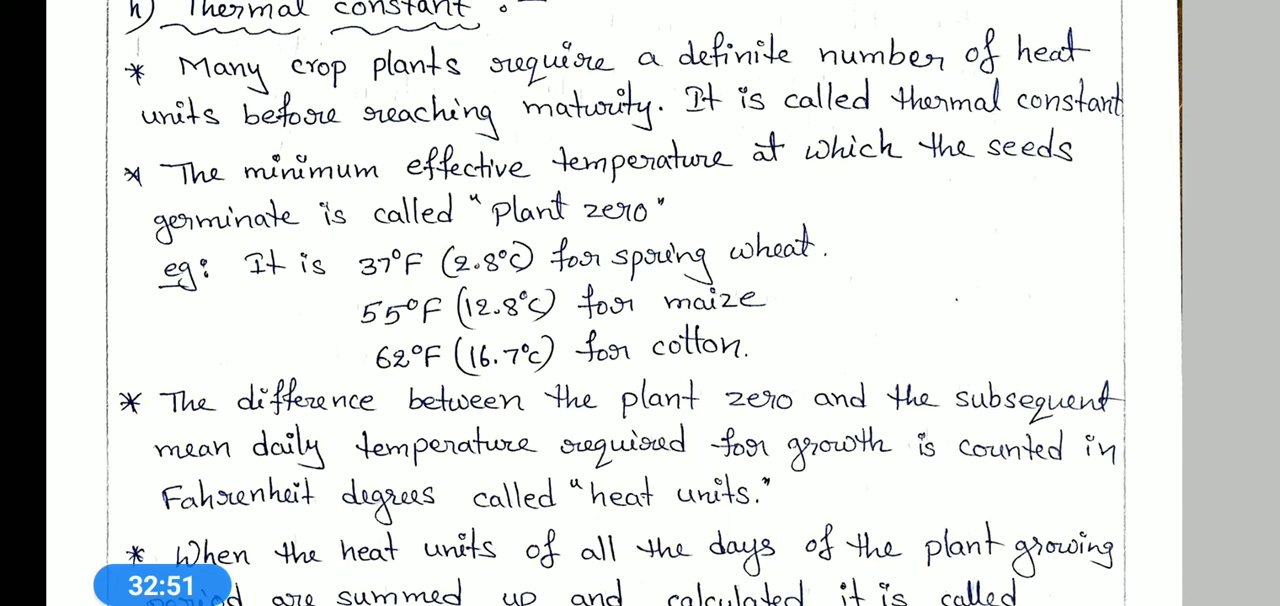 h) Thermal constant :-
* Many crop plants require a definite number of heat
units before reaching maturity. It is called thermal constant
* The minimum effective temperature at which the seeds
germinate is called "plant zero"
eg: It is 37°F (2.8°C) for spring wheat.
55°F (12.8°C) for maize
62°F (16.7°C) for cotton.
* The difference between the plant zero and the subsequent
mean daily temperature required for growth is counted in
Fahrenheit degrees called "heat units."
* When the heat units of all the days of the plant growing
period are summed up and calculated it is called
32:51